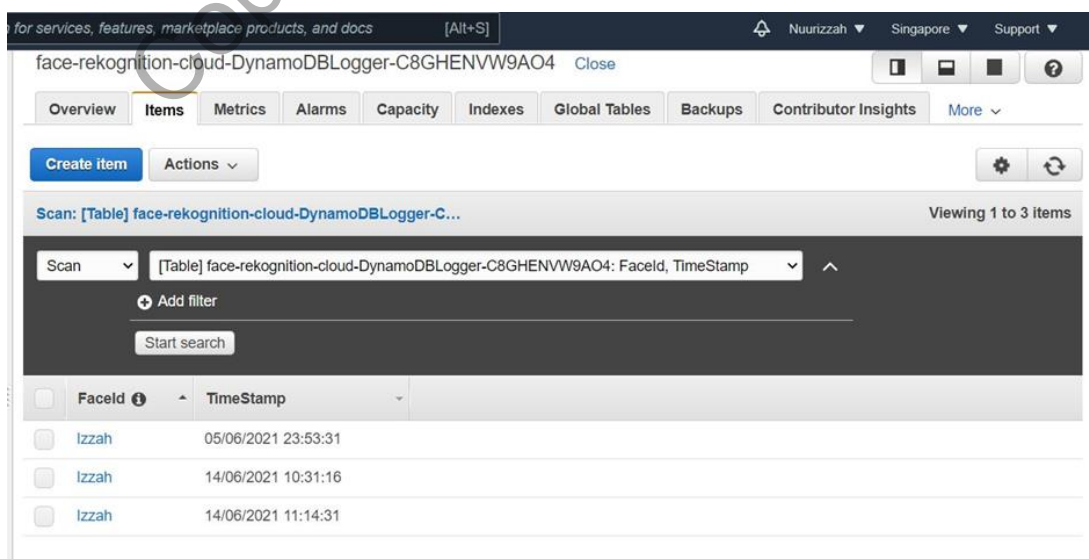 for services, features, marketplace products, and docs [Alt+S] Nuurizzah Singapore Support
face-rekognition-cloud-DynamoDBLogger-C8GHENVW9AO4 Close
Overview Items Metrics Alarms Capacity Indexes Global Tables Backups Contributor Insights More
Create item Actions
Scan: [Table] face-rekognition-cloud-DynamoDBLogger-C... Viewing 1 to 3 items
Scan [Table] face-rekognition-cloud-DynamoDBLogger-C8GHENVW9AO4: FaceId, TimeStamp
Add filter
Start search
FaceId TimeStamp
Izzah 05/06/2021 23:53:31
Izzah 14/06/2021 10:31:16
Izzah 14/06/2021 11:14:31